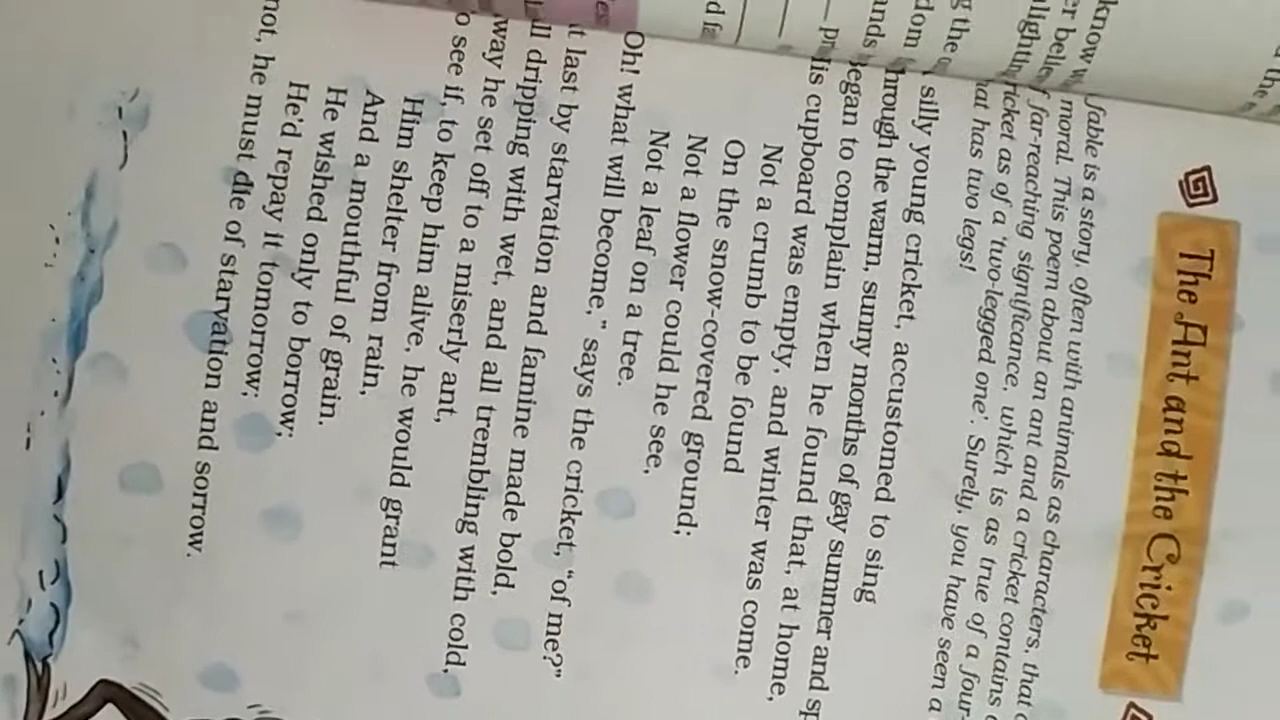 The Ant and the Cricket
fable is a story, often with animals as characters, that
moral. This poem about an ant and a cricket contains
far-reaching significance, which is as true of a four-
cricket as of a 'two-legged one'. Surely, you have seen a
that has two legs!
silly young cricket, accustomed to sing
through the warm, sunny months of gay summer and
began to complain when he found that, at home,
his cupboard was empty, and winter was come.
Not a crumb to be found
On the snow-covered ground;
Not a flower could he see,
Not a leaf on a tree.
Oh! what will become," says the cricket, "of me?"
t last by starvation and famine made bold,
ll dripping with wet, and all trembling with cold,
way he set off to a miserly ant,
o see if, to keep him alive, he would grant
Him shelter from rain,
And a mouthful of grain.
He wished only to borrow;
He'd repay it tomorrow;
not, he must die of starvation and sorrow.
know